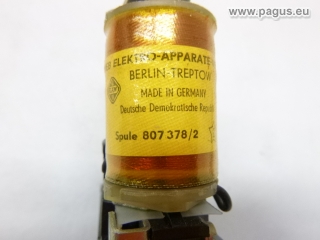 www.pagus.eu
ELEKTRO-APPARATE
BERLIN-TREPTOW
MADE IN GERMANY
Deutsche Demokratische
Spule 807 378/2